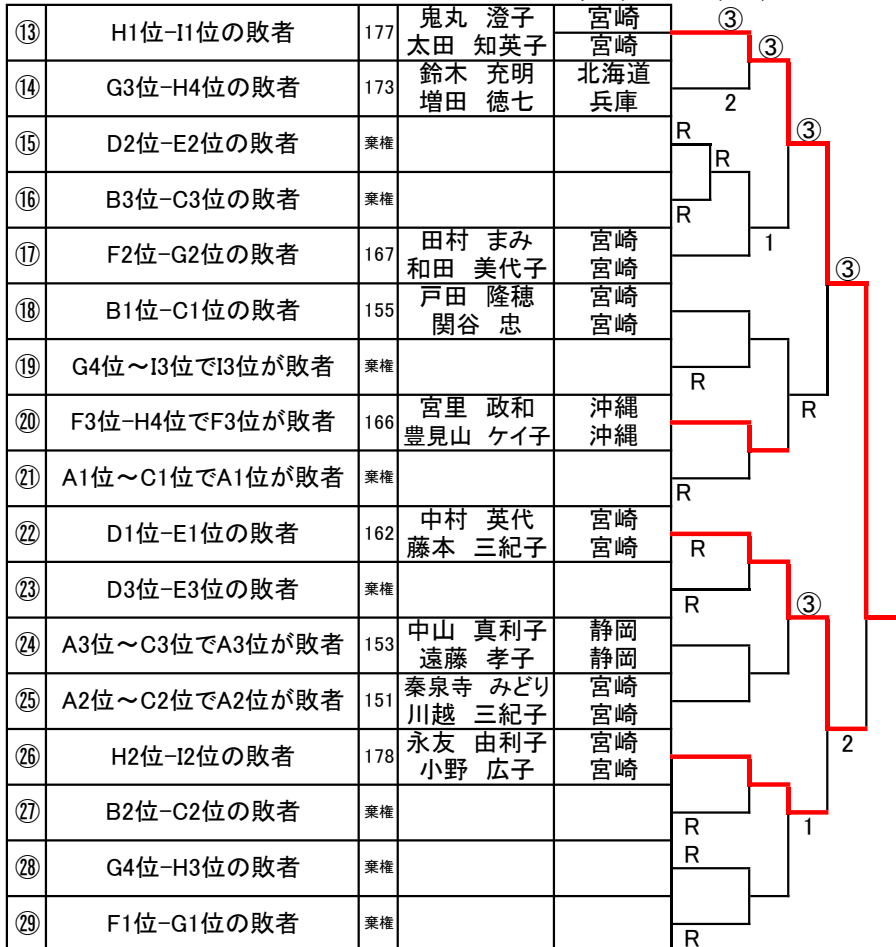 ⑬ H1位-I1位の敗者 177 鬼丸 澄子 宮崎 ③
太田 知英子 宮崎 ③
⑭ G3位-H4位の敗者 173 鈴木 充明 北海道
増田 徳七 兵庫 2
⑮ D2位-E2位の敗者 棄権 R ③
R
⑯ B3位-C3位の敗者 棄権
R
⑰ F2位-G2位の敗者 167 田村 まみ 宮崎 1
和田 美代子 宮崎 ③
⑱ B1位-C1位の敗者 155 戸田 隆穂 宮崎
関谷 忠 宮崎
⑲ G4位～I3位でI3位が敗者 棄権
R
⑳ F3位-H4位でF3位が敗者 166 宮里 政和 沖縄 R
豊見山 ケイ子 沖縄
㉑ A1位～C1位でA1位が敗者 棄権
R
㉒ D1位-E1位の敗者 162 中村 英代 宮崎
藤本 三紀子 宮崎 R
㉓ D3位-E3位の敗者 棄権
R ③
㉔ A3位～C3位でA3位が敗者 153 中山 真利子 静岡
遠藤 孝子 静岡
㉕ A2位～C2位でA2位が敗者 151 秦泉寺 みどり 宮崎
川越 三紀子 宮崎
㉖ H2位-I2位の敗者 178 永友 由利子 宮崎 2
小野 広子 宮崎
㉗ B2位-C2位の敗者 棄権
R 1
㉘ G4位-H3位の敗者 棄権 R
㉙ F1位-G1位の敗者 棄権
R